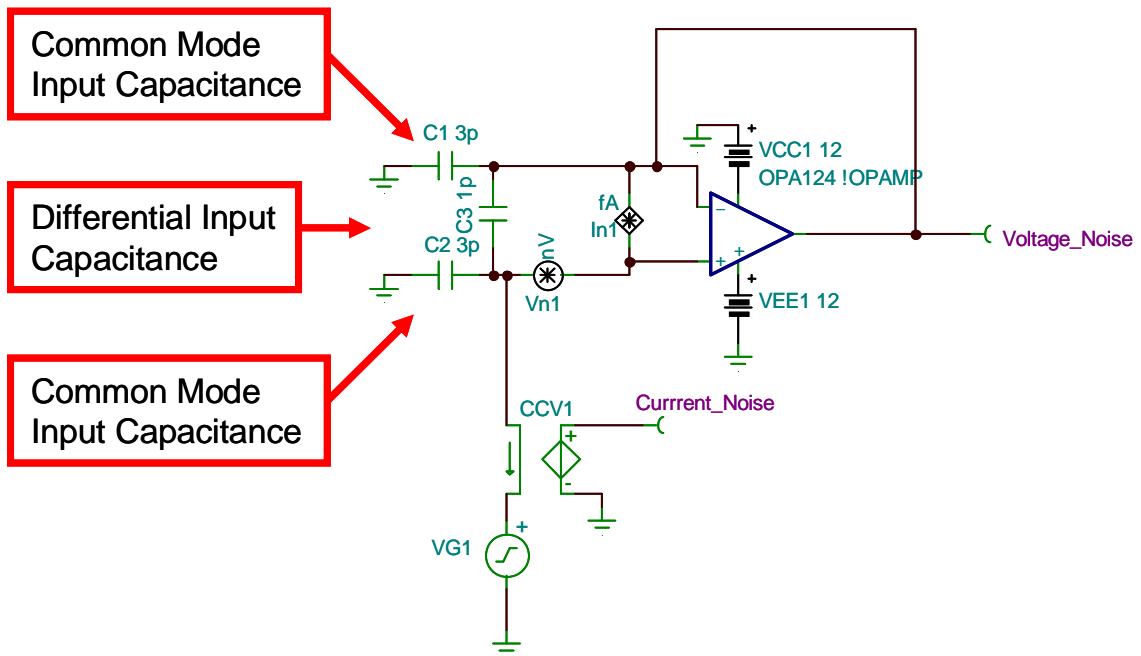 Common Mode
Input Capacitance
C1 3p
+
VCC1 12
OPA124 !OPAMP
C3 1p
fA
In1
−
Differential Input
Capacitance
C2 3p
nV
Vn1
+
+
Voltage_Noise
+
VEE1 12
Common Mode
Input Capacitance
CCV1
Currrent_Noise
+
-
VG1
+